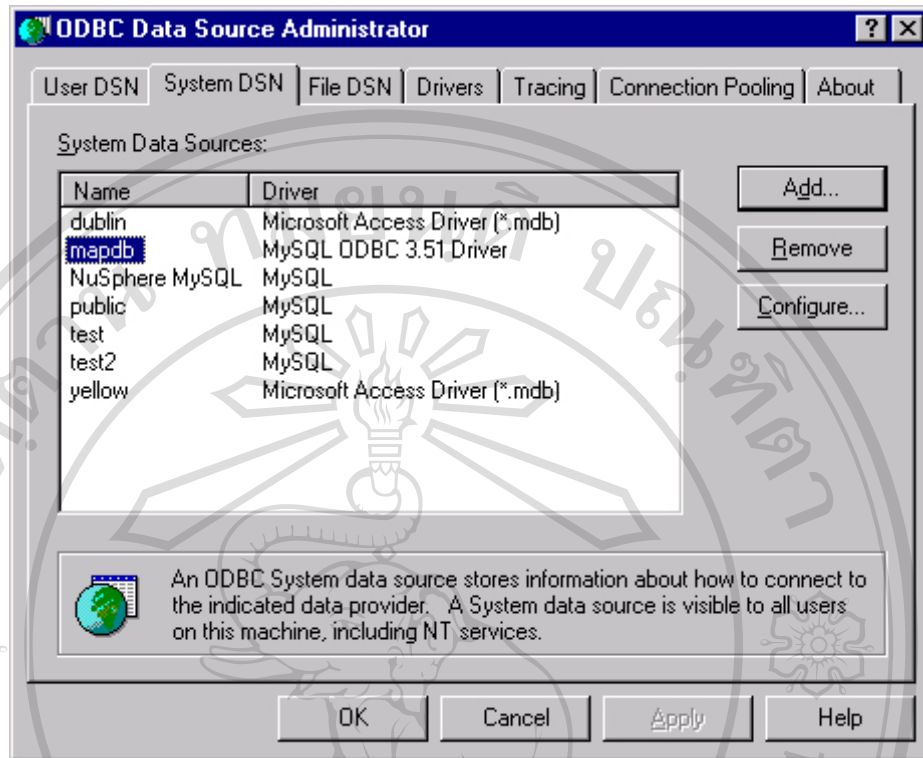 ODBC Data Source Administrator
User DSN System DSN File DSN Drivers Tracing Connection Pooling About
System Data Sources:
Name Driver
dublin Microsoft Access Driver (*.mdb)
mapdb MySQL ODBC 3.51 Driver
NuSphere MySQL MySQL
public MySQL
test MySQL
test2 MySQL
yellow Microsoft Access Driver (*.mdb)
Add...
Remove
Configure...
An ODBC System data source stores information about how to connect to
the indicated data provider. A System data source is visible to all users
on this machine, including NT services.
OK Cancel Apply Help